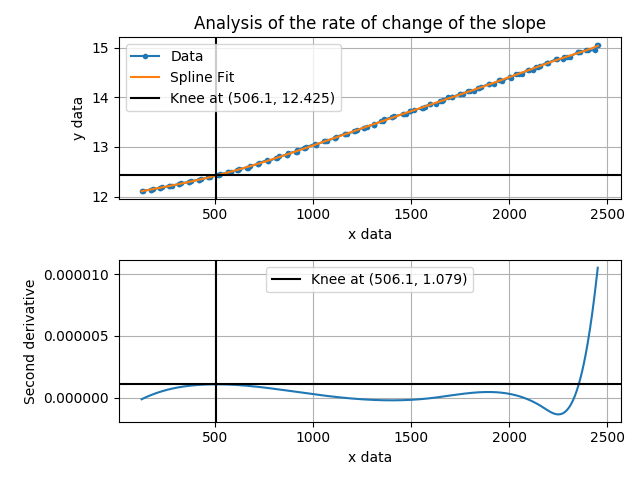 Analysis of the rate of change of the slope
15
14
13
12
y data
Data
Spline Fit
Knee at (506.1, 12.425)
500 1000 1500 2000 2500
x data
0.000010
0.000005
0.000000
Second derivative
Knee at (506.1, 1.079)
500 1000 1500 2000 2500
x data